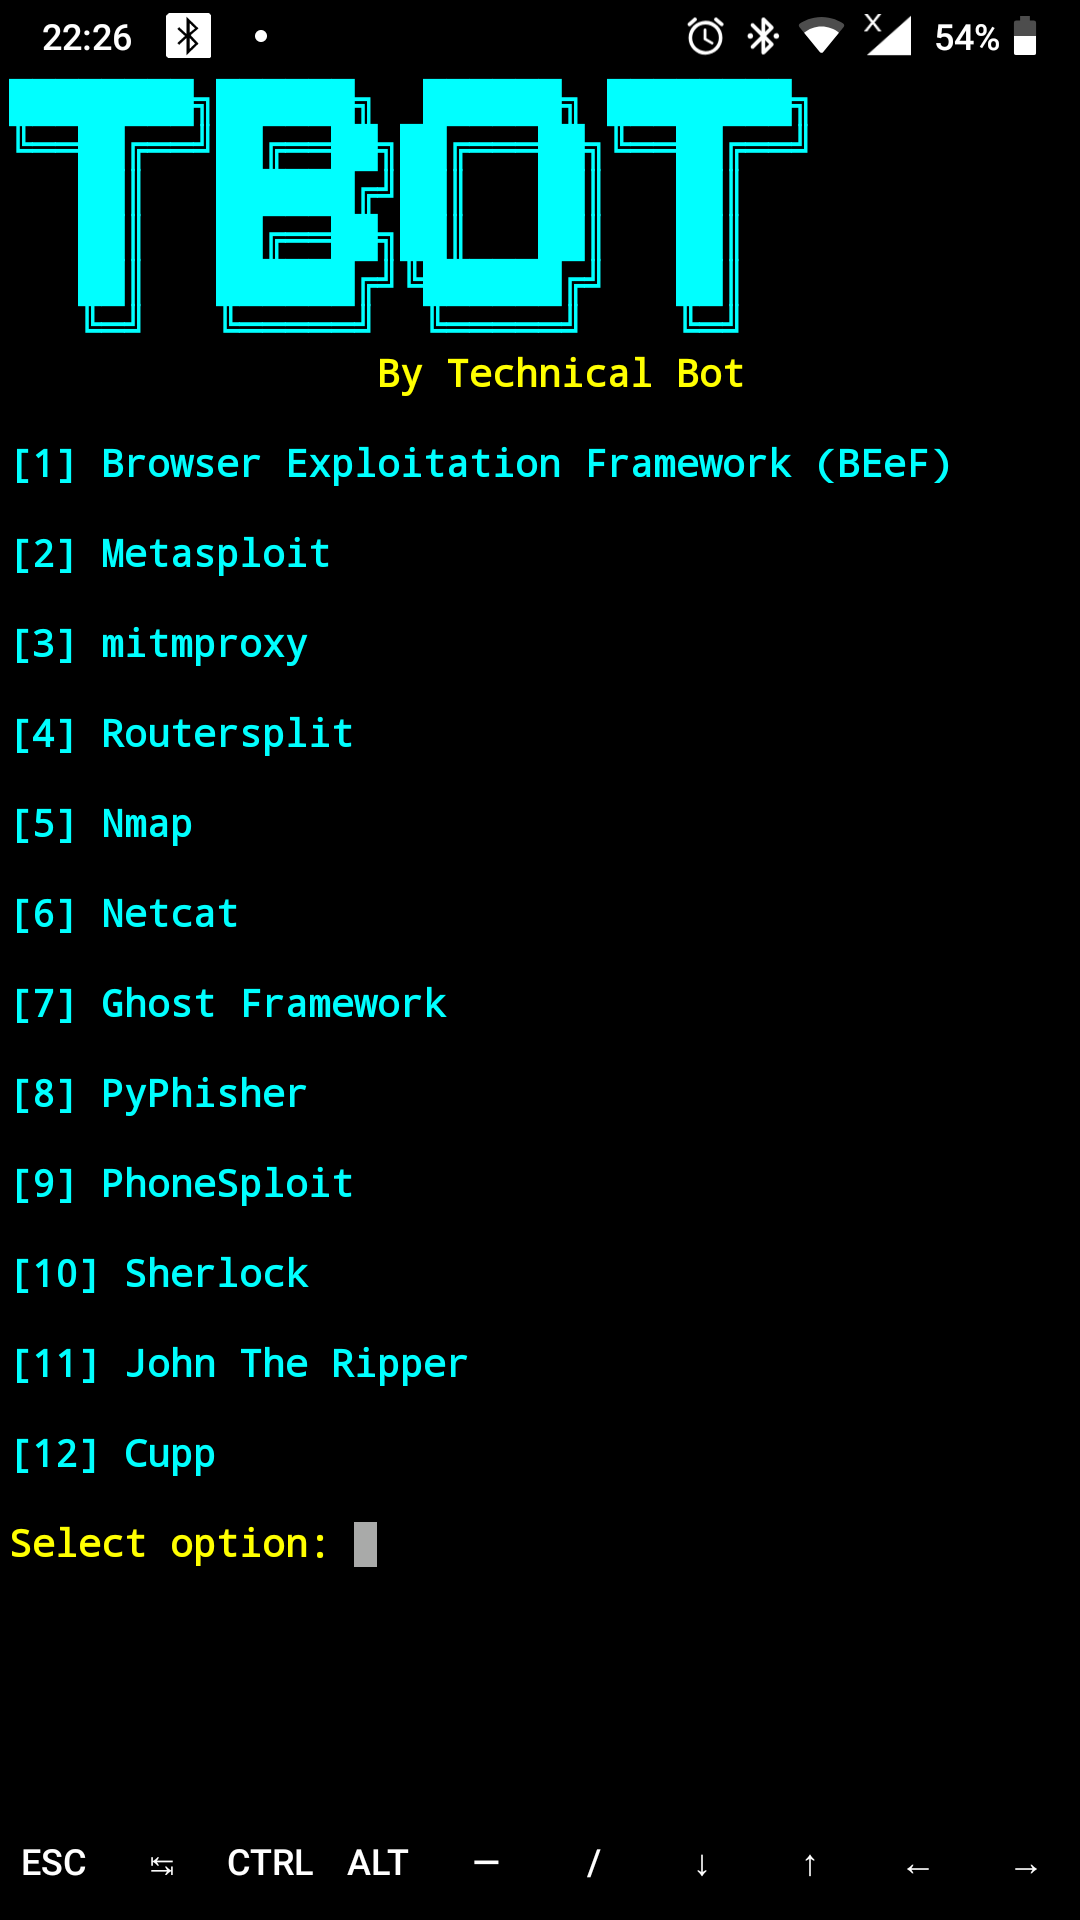 22:26
54%
TBOT
By Technical Bot
[1] Browser Exploitation Framework (BEeF)
[2] Metasploit
[3] mitmproxy
[4] Routersplit
[5] Nmap
[6] Netcat
[7] Ghost Framework
[8] PyPhisher
[9] PhoneSploit
[10] Sherlock
[11] John The Ripper
[12] Cupp
Select option:
ESC ↹ CTRL ALT — / ↓ ↑ ← →